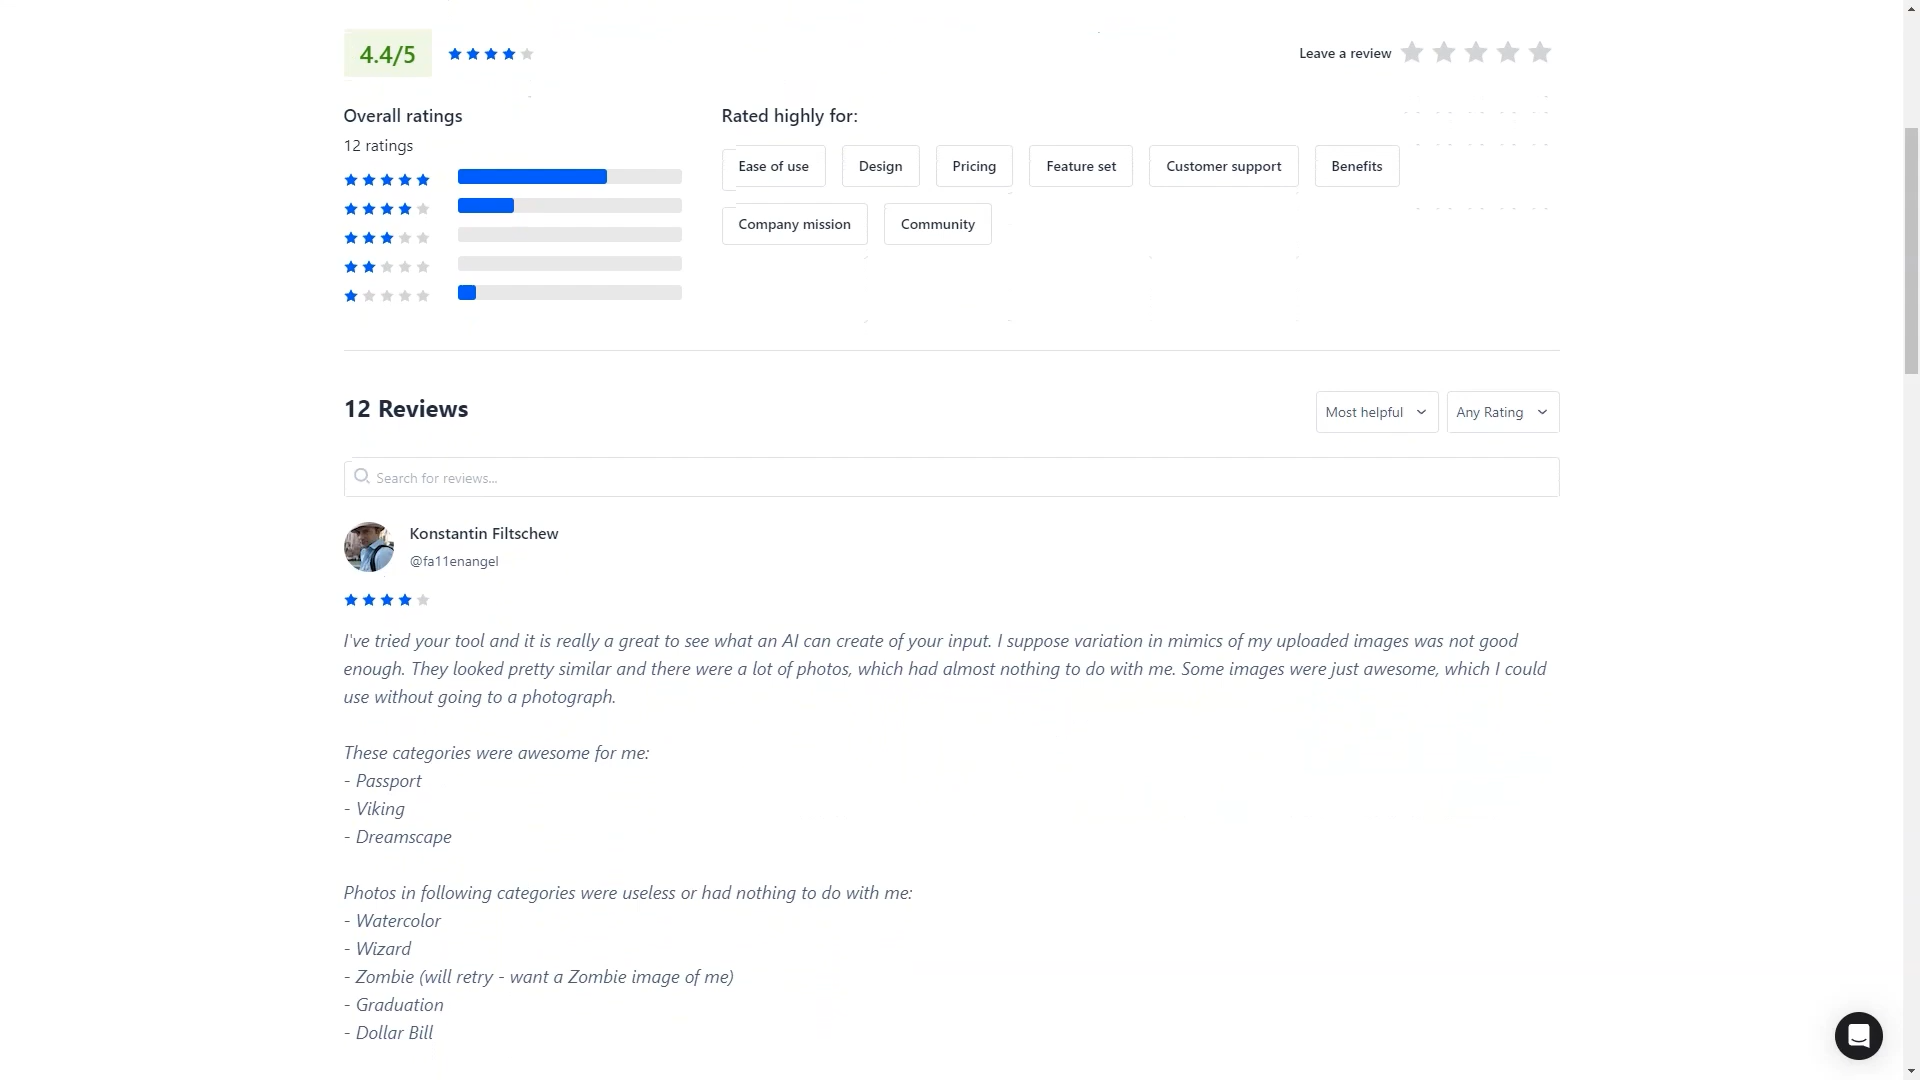 4.4/5
Leave a review
Overall ratings
12 ratings
Rated highly for:
Ease of use
Design
Pricing
Feature set
Customer support
Benefits
Company mission
Community
12 Reviews
Most helpful
Any Rating
Search for reviews...
Konstantin Filtschew
@fa11enangel
I've tried your tool and it is really a great to see what an AI can create of your input. I suppose variation in mimics of my uploaded images was not good
enough. They looked pretty similar and there were a lot of photos, which had almost nothing to do with me. Some images were just awesome, which I could
use without going to a photograph.
These categories were awesome for me:
- Passport
- Viking
- Dreamscape
Photos in following categories were useless or had nothing to do with me:
- Watercolor
- Wizard
- Zombie (will retry - want a Zombie image of me)
- Graduation
- Dollar Bill